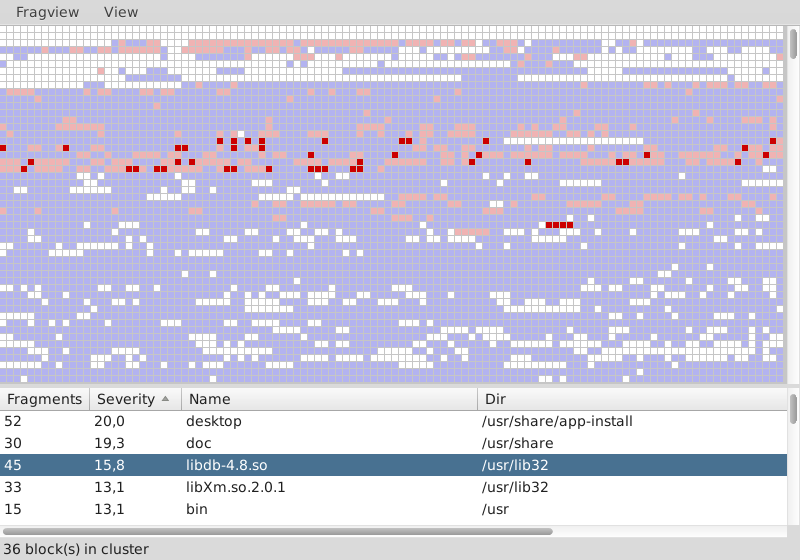 Fragview View
Fragments Severity Name Dir
52 20,0 desktop /usr/share/app-install
30 19,3 doc /usr/share
45 15,8 libdb-4.8.so /usr/lib32
33 13,1 libXm.so.2.0.1 /usr/lib32
15 13,1 bin /usr
36 block(s) in cluster